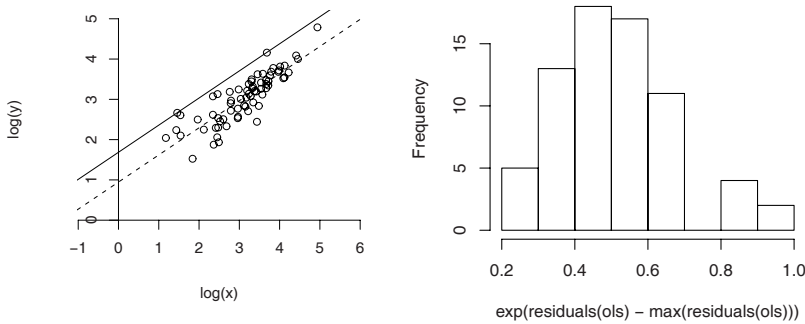 log(y)
5
4
3
2
1
0
−1 0 1 2 3 4 5 6
log(x)
Frequency
15
10
5
0
0.2 0.4 0.6 0.8 1.0
exp(residuals(ols) − max(residuals(ols)))